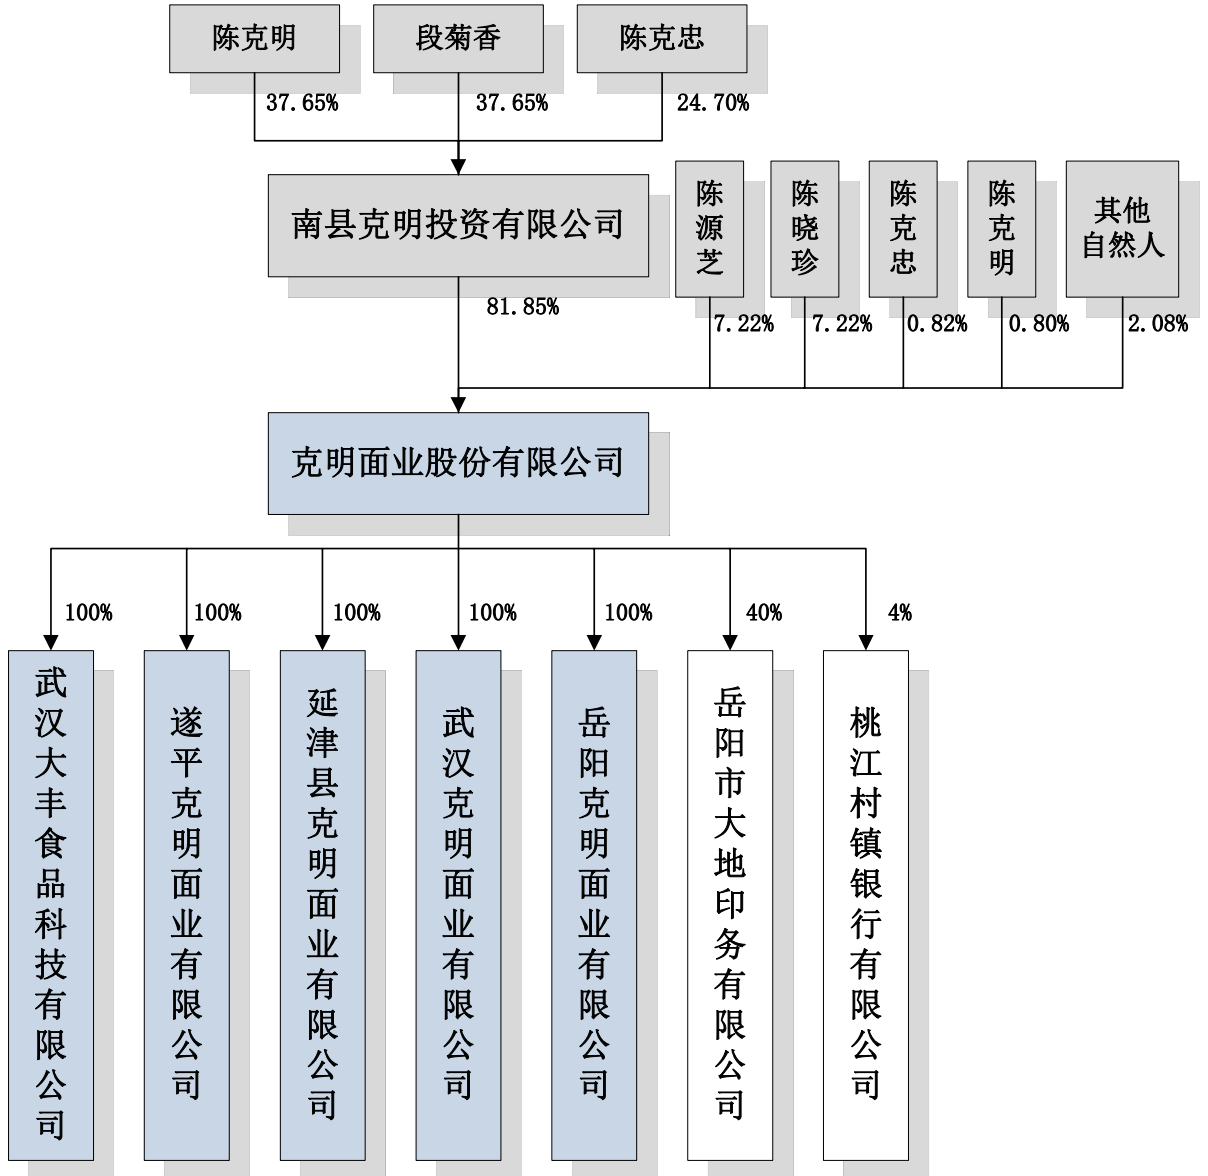 陈克明
段菊香
陈克忠
37.65%
37.65%
24.70%
南县克明投资有限公司
陈源芝
陈晓珍
陈克忠
陈克明
其他
自然人
81.85%
7.22%
7.22%
0.82%
0.80%
2.08%
克明面业股份有限公司
100%
100%
100%
100%
100%
40%
4%
武汉大丰食品科技有限公司
遂平克明面业有限公司
延津县克明面业有限公司
武汉克明面业有限公司
岳阳克明面业有限公司
岳阳市大地印务有限公司
桃江村镇银行有限公司